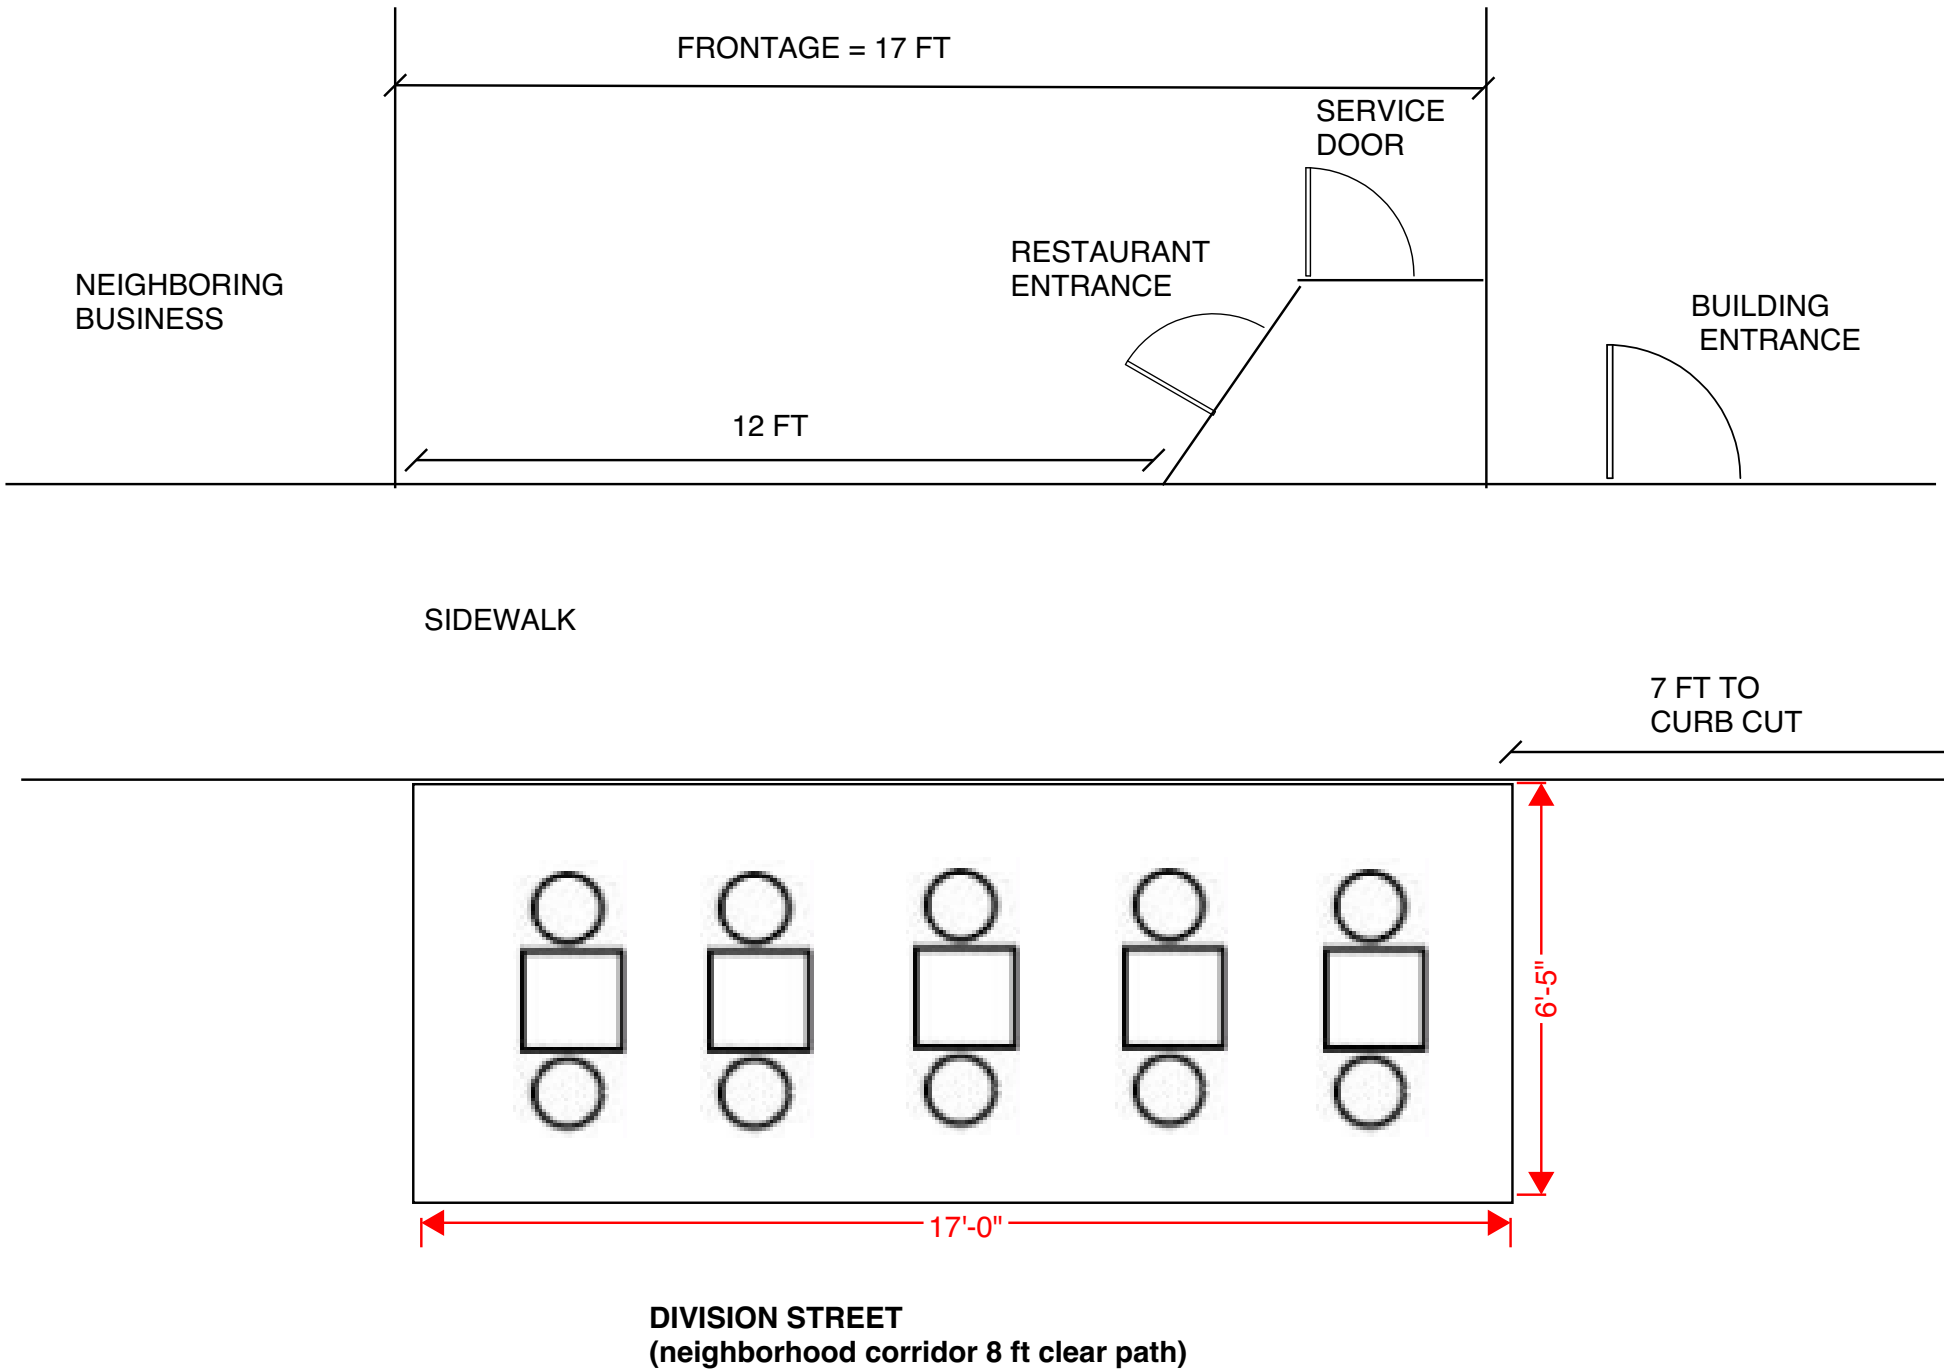 FRONTAGE = 17 FT
SERVICE
DOOR
RESTAURANT
ENTRANCE
NEIGHBORING
BUSINESS
BUILDING
ENTRANCE
12 FT
SIDEWALK
7 FT TO
CURB CUT
6'-5"
17'-0"
DIVISION STREET
(neighborhood corridor 8 ft clear path)